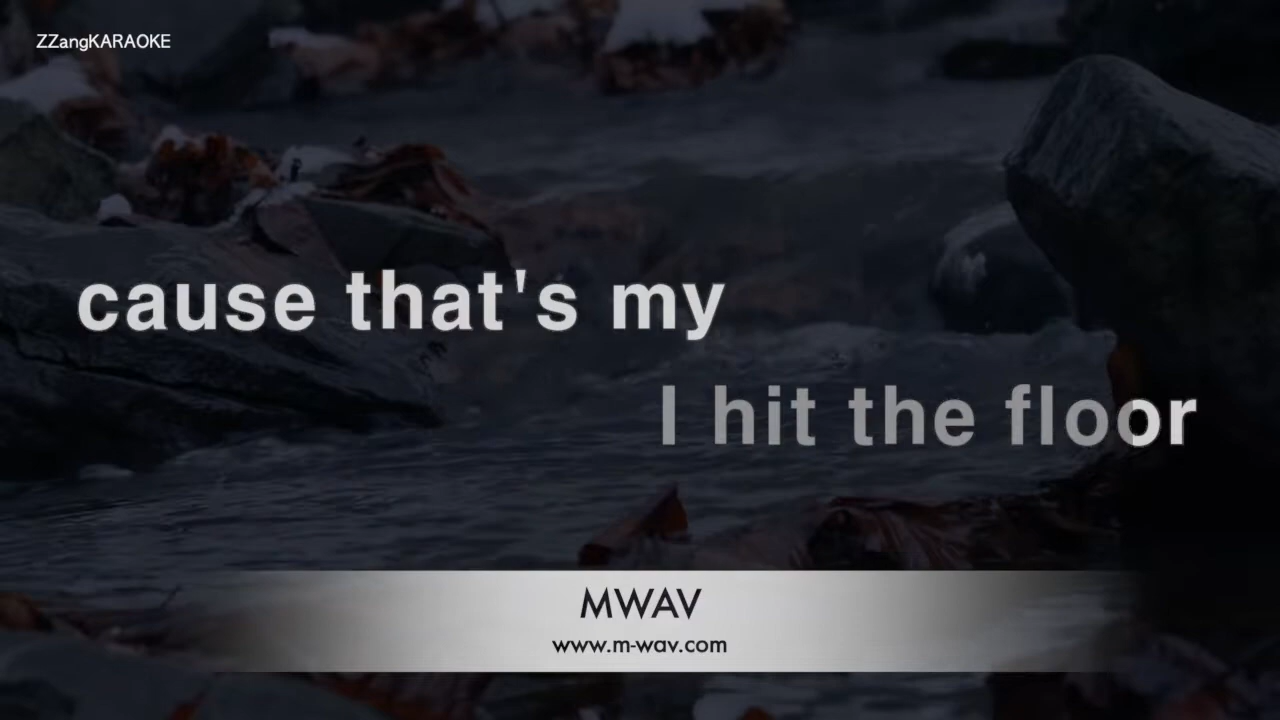 ZZangKARAOKE
cause that's my
I hit the floor
MWAV
www.m-wav.com